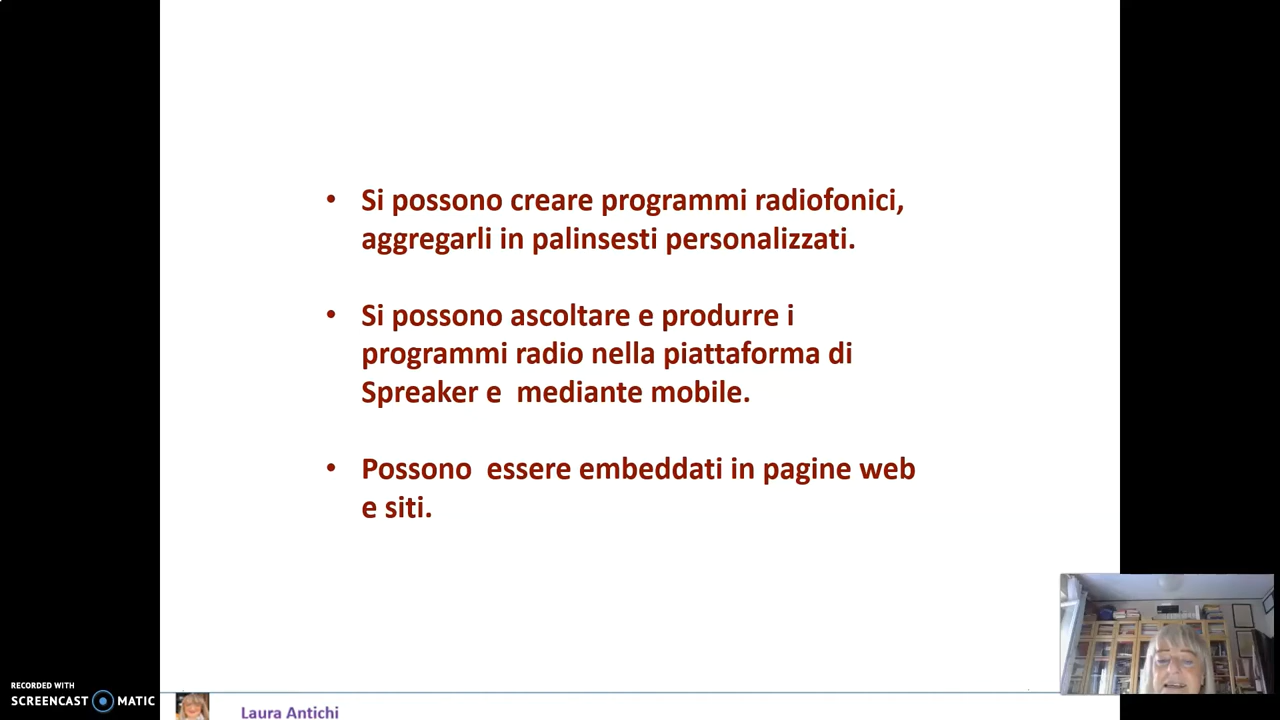 • Si possono creare programmi radiofonici,
aggregarli in palinsesti personalizzati.
• Si possono ascoltare e produrre i
programmi radio nella piattaforma di
Spreaker e  mediante mobile.
• Possono  essere embeddati in pagine web
e siti.
RECORDED WITH
SCREENCAST MATIC
Laura Antichi